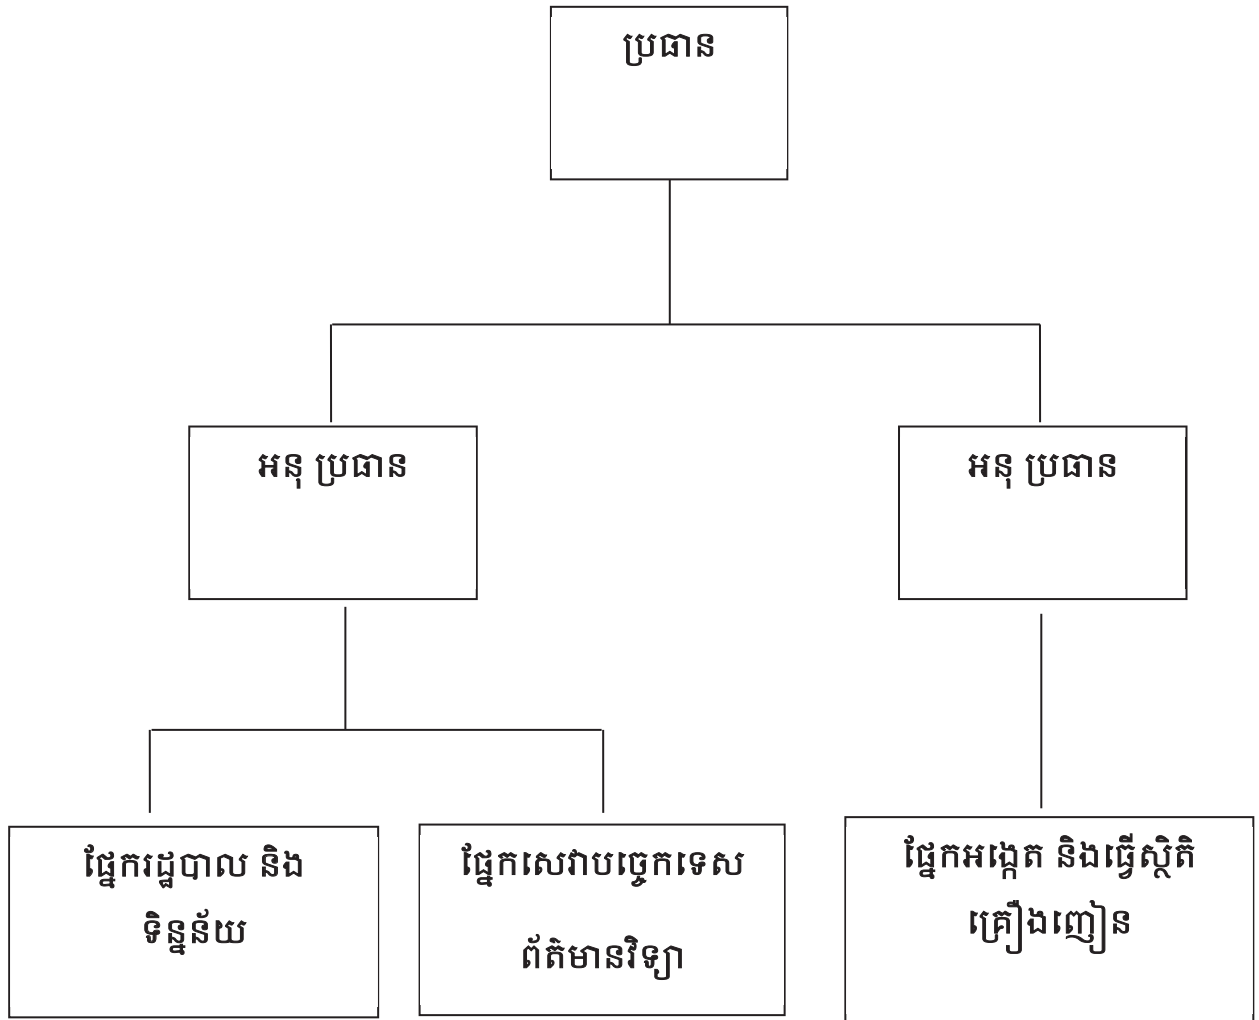 ប្រធាន
អនុ ប្រធាន
អនុ ប្រធាន
ផ្នែករដ្ឋបាល និង
ទិន្នន័យ
ផ្នែកសេវាបច្ចេកទេស
ព័ត៌មានវិទ្យា
ផ្នែកអង្កេត និងធ្វើស្ថិតិ
គ្រឿងញៀន